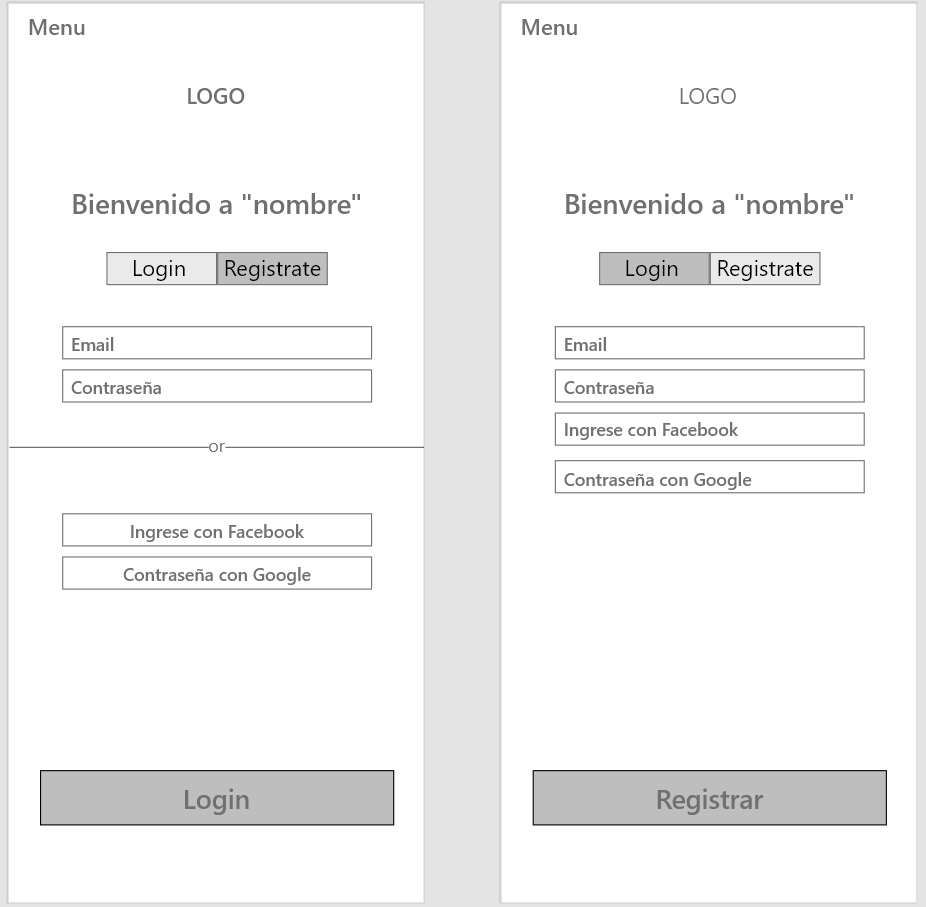 Menu
LOGO
Bienvenido a "nombre"
Login Registrate
Email
Contraseña
or
Ingrese con Facebook
Contraseña con Google
Login
Menu
LOGO
Bienvenido a "nombre"
Login Registrate
Email
Contraseña
Ingrese con Facebook
Contraseña con Google
Registrar